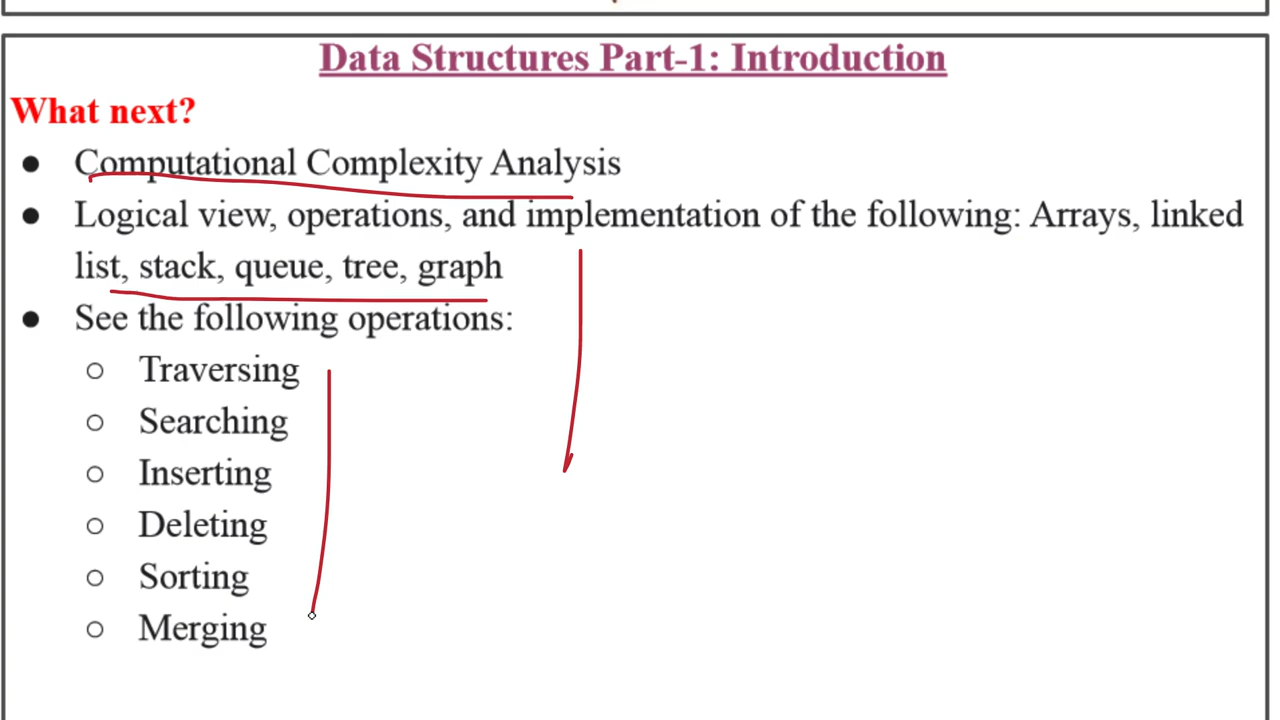 Data Structures Part-1: Introduction
What next?
● Computational Complexity Analysis
● Logical view, operations, and implementation of the following: Arrays, linked
list, stack, queue, tree, graph
● See the following operations:
○ Traversing
○ Searching
○ Inserting
○ Deleting
○ Sorting
○ Merging